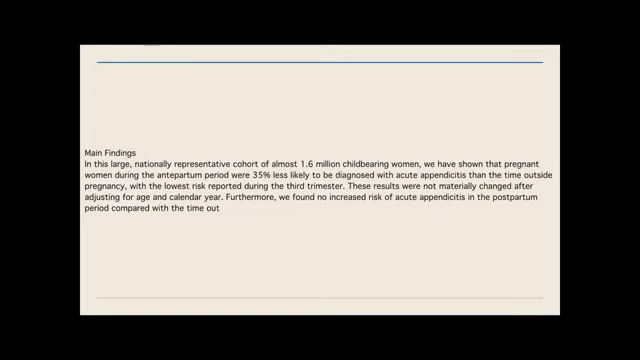 Main Findings
In this large, nationally representative cohort of almost 1.6 million childbearing women, we have shown that pregnant
women during the antepartum period were 35% less likely to be diagnosed with acute appendicitis than the time outside
pregnancy, with the lowest risk reported during the third trimester. These results were not materially changed after
adjusting for age and calendar year. Furthermore, we found no increased risk of acute appendicitis in the postpartum
period compared with the time out